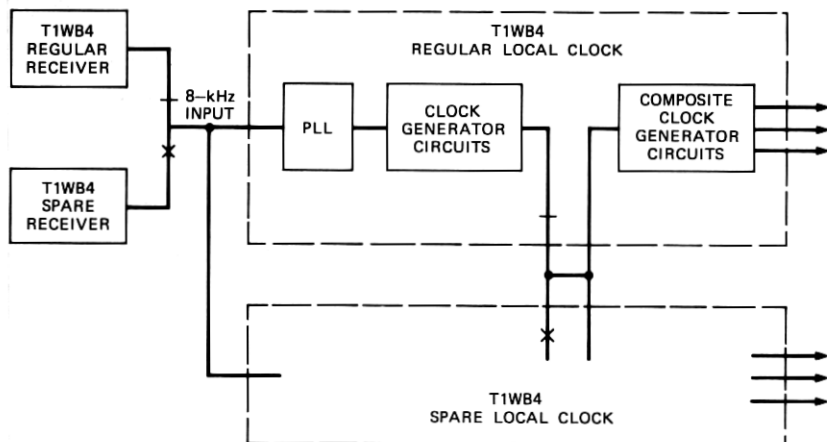 T1WB4
REGULAR
RECEIVER
T1WB4
SPARE
RECEIVER
8-kHz
INPUT
T1WB4
REGULAR LOCAL CLOCK
PLL
CLOCK
GENERATOR
CIRCUITS
COMPOSITE
CLOCK
GENERATOR
CIRCUITS
T1WB4
SPARE LOCAL CLOCK